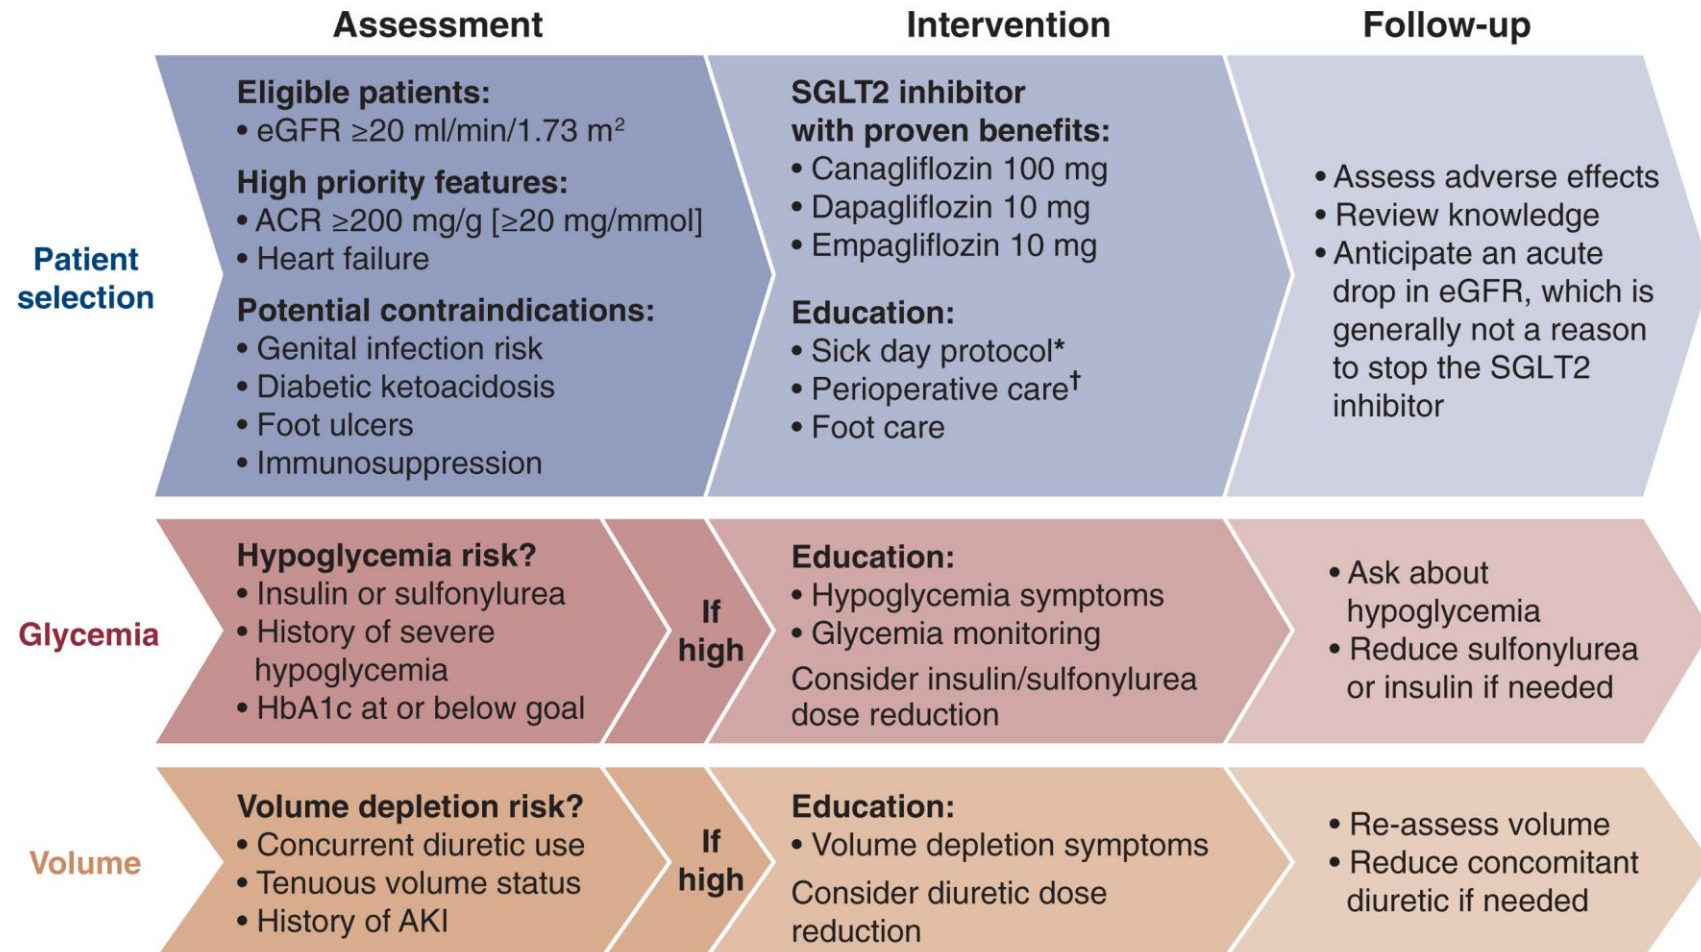 Assessment
Intervention
Follow-up
Patient
selection
Eligible patients:
• eGFR ≥20 ml/min/1.73 m²
High priority features:
• ACR ≥200 mg/g [≥20 mg/mmol]
• Heart failure
Potential contraindications:
• Genital infection risk
• Diabetic ketoacidosis
• Foot ulcers
• Immunosuppression
SGLT2 inhibitor
with proven benefits:
• Canagliflozin 100 mg
• Dapagliflozin 10 mg
• Empagliflozin 10 mg
Education:
• Sick day protocol*
• Perioperative care†
• Foot care
• Assess adverse effects
• Review knowledge
• Anticipate an acute
drop in eGFR, which is
generally not a reason
to stop the SGLT2
inhibitor
Glycemia
Hypoglycemia risk?
• Insulin or sulfonylurea
• History of severe
hypoglycemia
• HbA1c at or below goal
If
high
Education:
• Hypoglycemia symptoms
• Glycemia monitoring
Consider insulin/sulfonylurea
dose reduction
• Ask about
hypoglycemia
• Reduce sulfonylurea
or insulin if needed
Volume
Volume depletion risk?
• Concurrent diuretic use
• Tenuous volume status
• History of AKI
If
high
Education:
• Volume depletion symptoms
Consider diuretic dose
reduction
• Re-assess volume
• Reduce concomitant
diuretic if needed